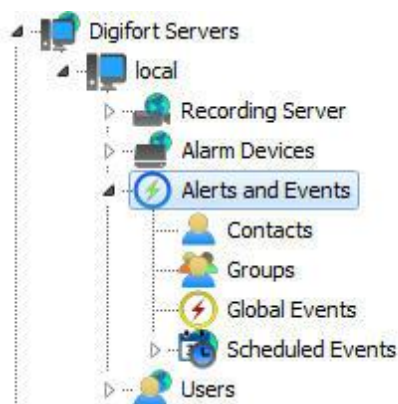 Digifort Servers
local
Recording Server
Alarm Devices
Alerts and Events
Contacts
Groups
Global Events
Scheduled Events
Users